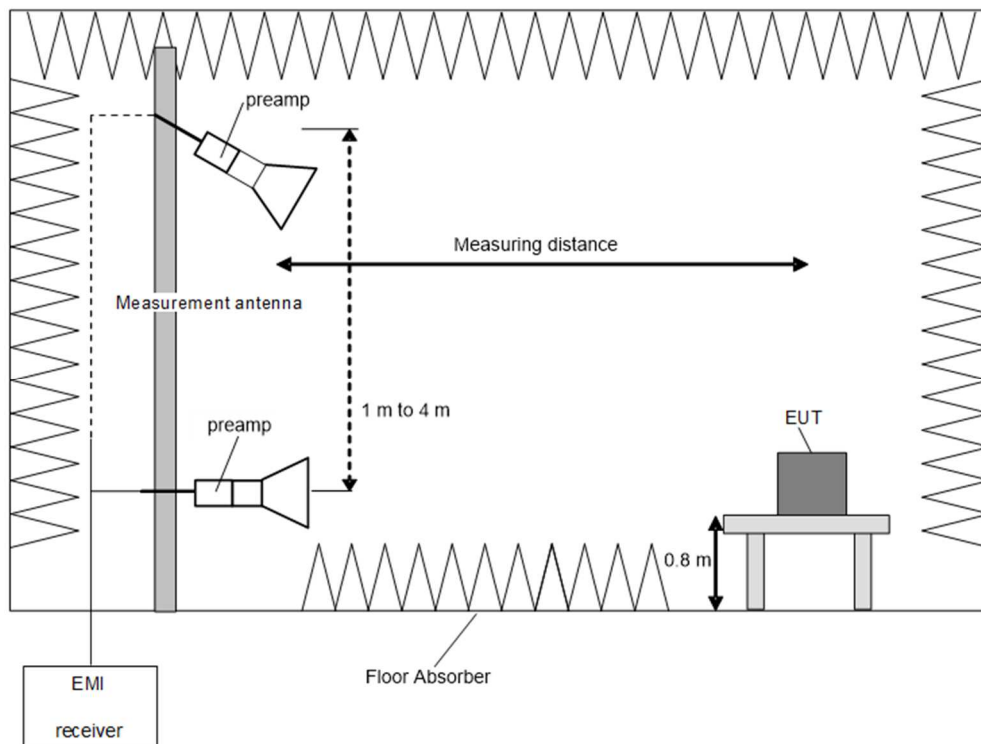 preamp
Measuring distance
Measurement antenna
1 m to 4 m
preamp
EUT
0.8 m
Floor Absorber
EMI
receiver